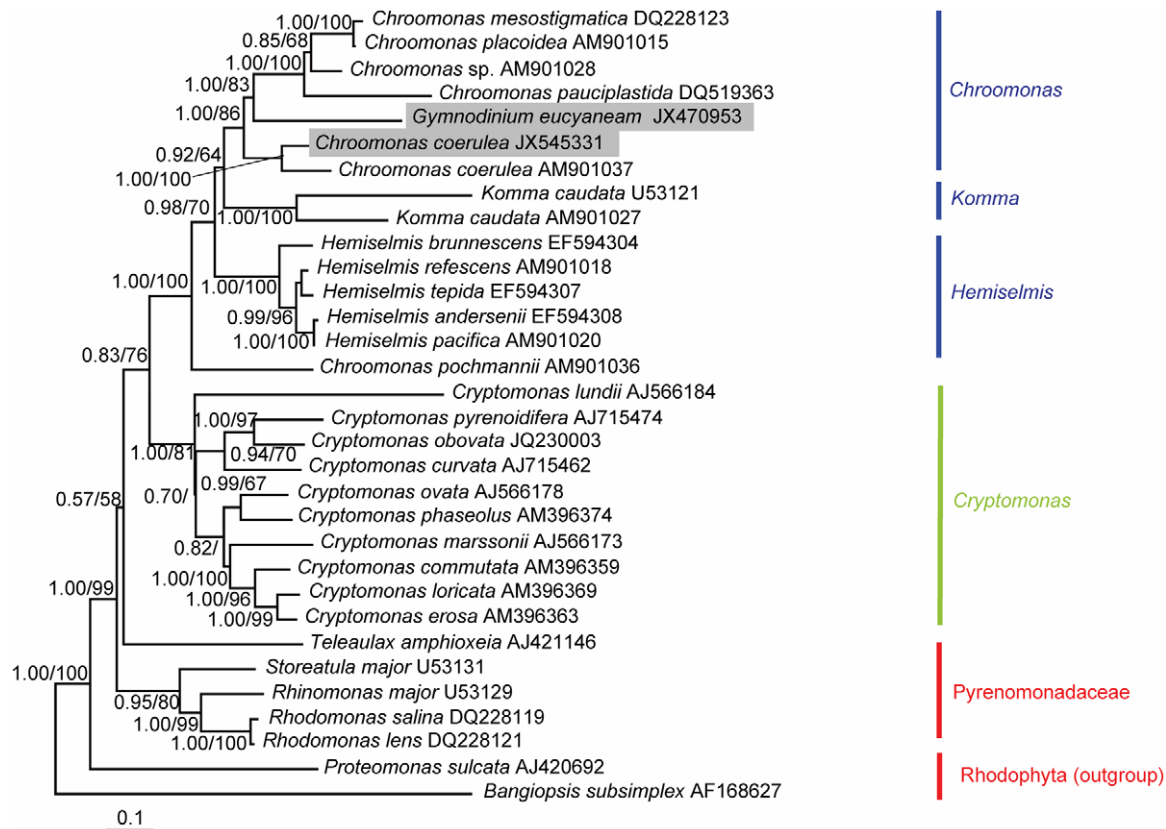 1.00/100
Chroomonas mesostigmatica DQ228123
0.85/68
Chroomonas placoidea AM901015
1.00/100
Chroomonas sp. AM901028
1.00/83
Chroomonas pauciplastida DQ519363
Chroomonas
1.00/86
Gymnodinium eucyaneam JX470953
Chroomonas coerulea JX545331
0.92/64
Chroomonas coerulea AM901037
1.00/100
Komma caudata U53121
Komma
0.98/70
1.00/100
Komma caudata AM901027
Hemiselmis brunnescens EF594304
Hemiselmis refescens AM901018
1.00/100
1.00/100
Hemiselmis tepida EF594307
Hemiselmis
0.99/96
Hemiselmis andersenii EF594308
1.00/100
Hemiselmis pacifica AM901020
0.83/76
Chroomonas pochmannii AM901036
Cryptomonas lundii AJ566184
1.00/97
Cryptomonas pyrenoidifera AJ715474
Cryptomonas obovata JQ230003
1.00/81
0.94/70
Cryptomonas curvata AJ715462
0.99/67
0.57/58
0.70/
Cryptomonas ovata AJ566178
Cryptomonas
Cryptomonas phaseolus AM396374
0.82/
Cryptomonas marssonii AJ566173
1.00/100
Cryptomonas commutata AM396359
1.00/99
1.00/96
Cryptomonas loricata AM396369
1.00/99
Cryptomonas erosa AM396363
Teleaulax amphioxeia AJ421146
1.00/100
Storeatula major U53131
0.95/80
Rhinomonas major U53129
Pyrenomonadaceae
1.00/99
Rhodomonas salina DQ228119
1.00/100
Rhodomonas lens DQ228121
Proteomonas sulcata AJ420692
Rhodophyta (outgroup)
Bangiopsis subsimplex AF168627
0.1